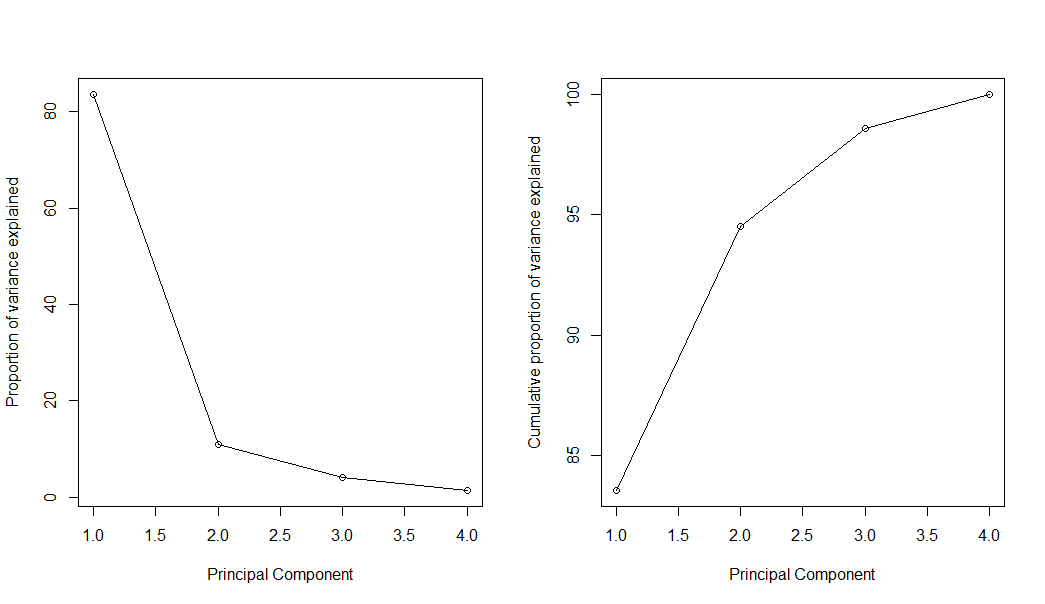 Proportion of variance explained
80
60
40
20
0
1.0 1.5 2.0 2.5 3.0 3.5 4.0
Principal Component
Cumulative proportion of variance explained
100
95
90
85
1.0 1.5 2.0 2.5 3.0 3.5 4.0
Principal Component